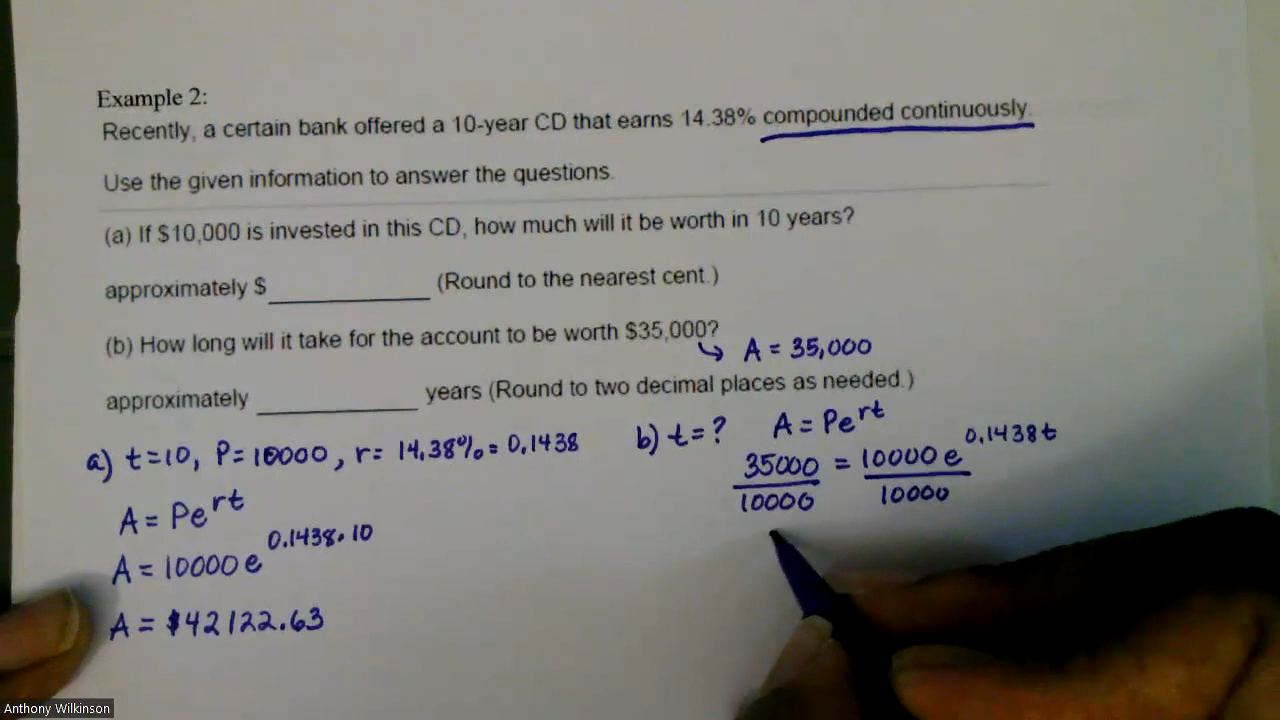 Example 2:
Recently, a certain bank offered a 10-year CD that earns 14.38% compounded continuously.
Use the given information to answer the questions.
(a) If $10,000 is invested in this CD, how much will it be worth in 10 years?
approximately $__________ (Round to the nearest cent.)
(b) How long will it take for the account to be worth $35,000?
↳ A = 35,000
approximately __________ years (Round to two decimal places as needed.)
a) t=10, P=10000, r= 14.38%= 0.1438
A = Pe^rt
A = 10000e^0.1438·10
A = $42122.63
b) t=? A = Pe^rt
35000/10000 = 10000e^0.1438t/10000
Anthony Wilkinson